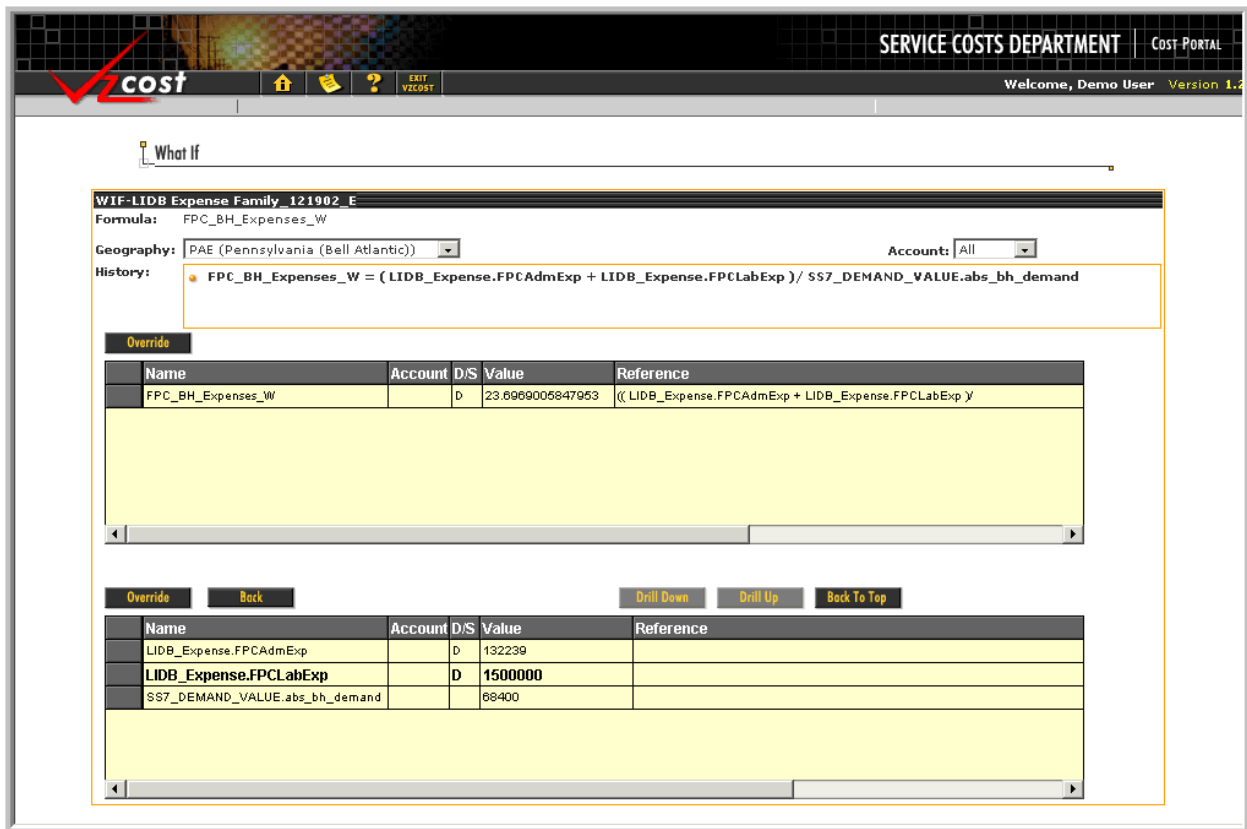 SERVICE COSTS DEPARTMENT | COST PORTAL
Vzcost EXIT VZCOST Welcome, Demo User Version 1.2
What If
WIF-LIDB Expense Family_121902_E
Formula: FPC_BH_Expenses_W
Geography: PAE (Pennsylvania (Bell Atlantic)) Account: All
History: FPC_BH_Expenses_W = ( LIDB_Expense.FPCAdmExp + LIDB_Expense.FPCLabExp )/ SS7_DEMAND_VALUE.abs_bh_demand
Override
Name Account D/S Value Reference
FPC_BH_Expenses_W D 23.6969005847953 (( LIDB_Expense.FPCAdmExp + LIDB_Expense.FPCLabExp )/
Override Back Drill Down Drill Up Back To Top
Name Account D/S Value Reference
LIDB_Expense.FPCAdmExp D 132239
LIDB_Expense.FPCLabExp D 1500000
SS7_DEMAND_VALUE.abs_bh_demand 68400